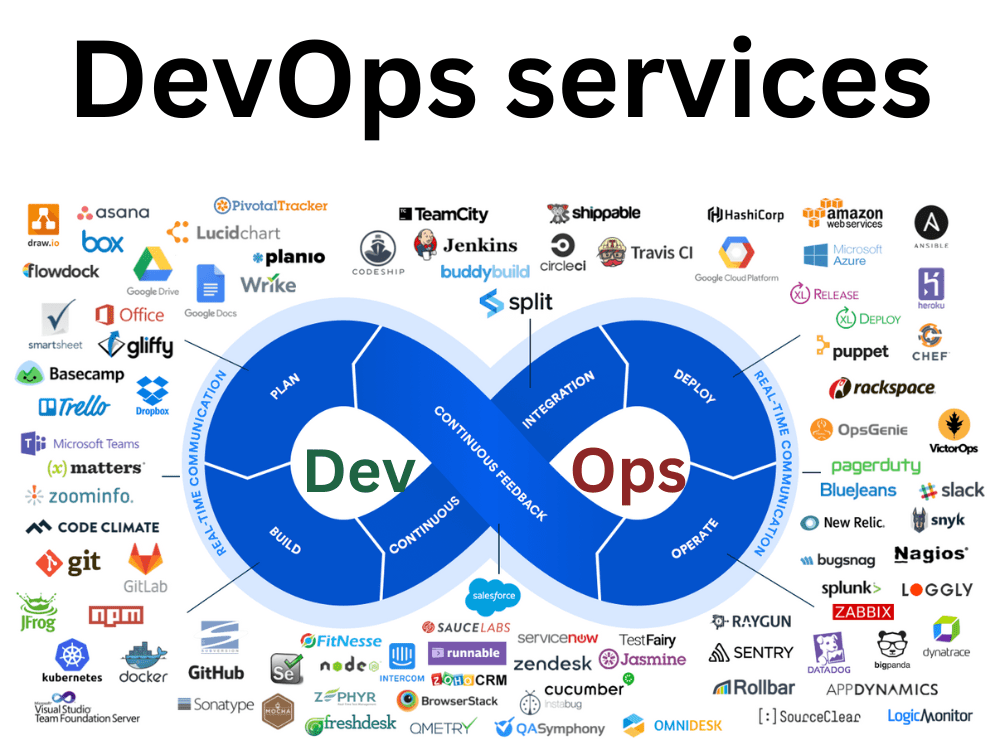 DevOps services
draw.io
asana
PivotalTracker
box
Lucidchart
flowdock
Google Drive
planio
Google Docs
Wrike
smartsheet
Office
gliffy
Basecamp
Trello
Dropbox
TC
TeamCity
shippable
CODESHIP
Jenkins
circleci
Travis CI
buddybuild
split
HashiCorp
amazon
web services
A
ANSIBLE
Google Cloud Platform
Microsoft
Azure
XL RELEASE
heroku
XL DEPLOY
puppet
CHEF
rackspace
PLAN
INTEGRATION
DEPLOY
REAL-TIME COMMUNICATION
CONTINUOUS FEEDBACK
REAL-TIME COMMUNICATION
Dev
Ops
BUILD
CONTINUOUS
OPERATE
Microsoft Teams
(x) matters
zoominfo.
CODE CLIMATE
git
GitLab
JFrog
npm
kubernetes
docker
GitHub
SUBVERSION
Microsoft
Visual Studio
Team Foundation Server
Sonatype
MOCHA
OpsGenie
VictorOps
pagerduty
BlueJeans
slack
New Relic.
snyk
bugsnag
Nagios
splunk>
LOGGLY
ZABBIX
salesforce
SAUCELABS
FitNesse
servicenow
TestFairy
Se
node
INTERCOM
runnable
zendesk
Jasmine
ZOHO CRM
ZEPHYR
BrowserStack
cucumber
instabug
freshdesk
QMETRY
QASymphony
OMNIDESK
RAYGUN
SENTRY
DATADOG
bigpanda
dynatrace
Rollbar
APPDYNAMICS
[:]SourceClear
LogicMonitor